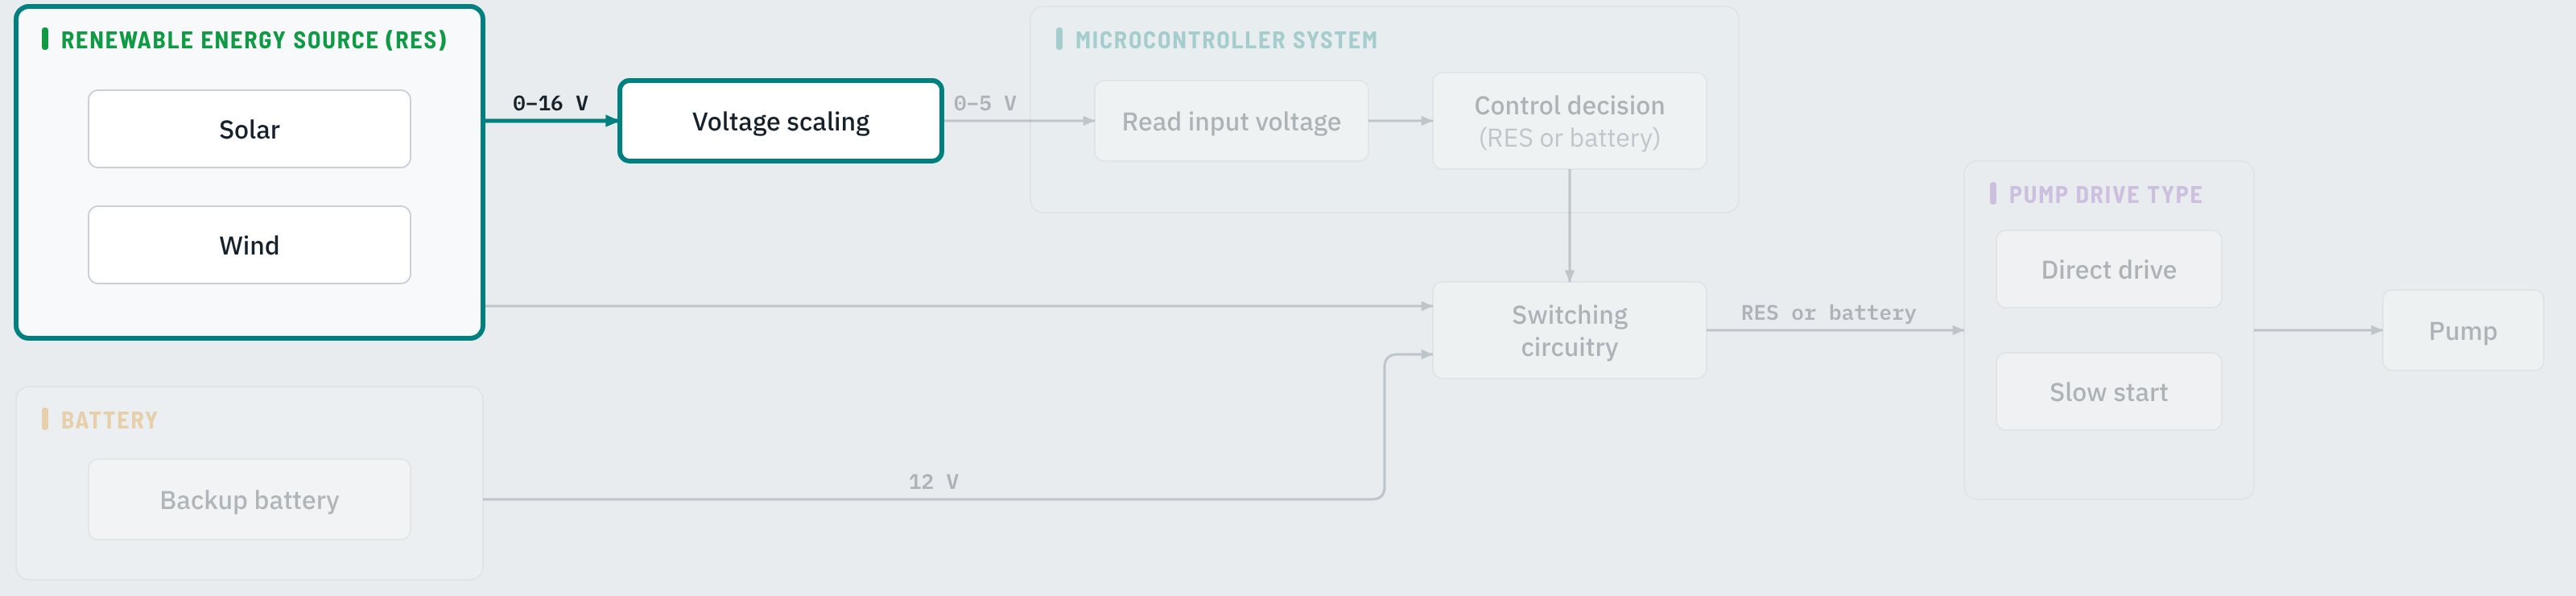 RENEWABLE ENERGY SOURCE (RES)
Solar
Wind
0–16 V
Voltage scaling
0–5 V
MICROCONTROLLER SYSTEM
Read input voltage
Control decision
(RES or battery)
Switching
circuitry
BATTERY
Backup battery
12 V
RES or battery
PUMP DRIVE TYPE
Direct drive
Slow start
Pump